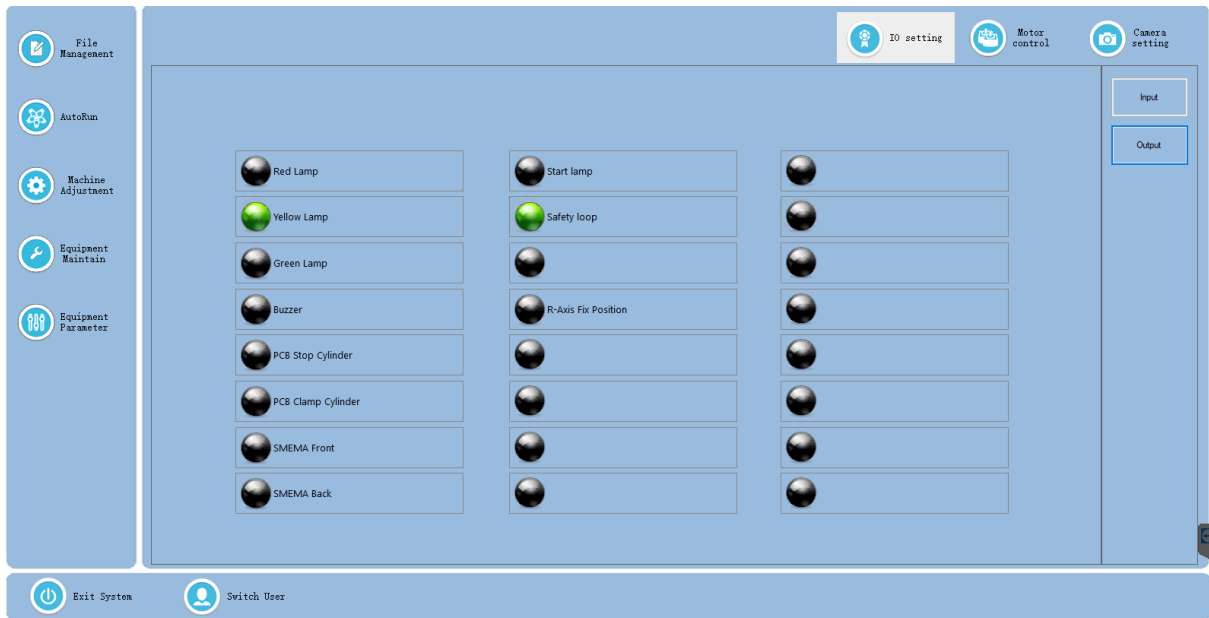 File
Management
AutoRun
Machine
Adjustment
Equipment
Maintain
Equipment
Parameter
IO setting
Motor
control
Camera
setting
Input
Output
Red Lamp
Start lamp
Yellow Lamp
Safety loop
Green Lamp
Buzzer
R-Axis Fix Position
PCB Stop Cylinder
PCB Clamp Cylinder
SMEMA Front
SMEMA Back
Exit System
Switch User